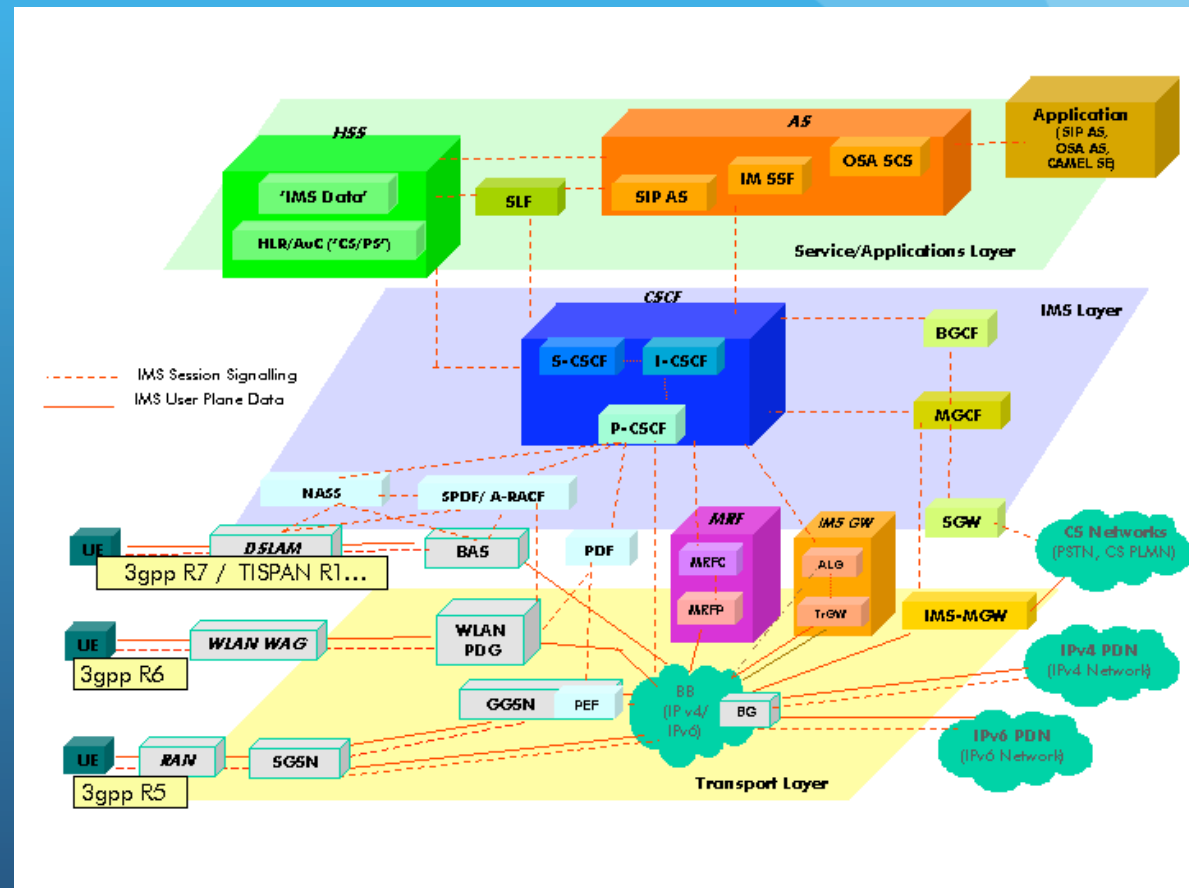 HSS
AS
Application
(SIP AS,
OSA AS,
CAMEL SE)
OSA SCS
IM SSF
'IMS Data'
SLF
SIP AS
HLR/AuC ('CS/PS')
Service/Applications Layer
CSCF
IMS Layer
BGCF
S-CSCF
I-CSCF
IMS Session Signalling
IMS User Plane Data
MGCF
P-CSCF
NASS
SPDF/ A-RACF
MRF
IMS GW
SGW
CS Networks
(PSTN, CS PLMN)
UE
DSLAM
BAS
PDF
MRFC
ALG
3gpp R7 / TISPAN R1...
MRFP
TrGW
IMS-MGW
UE
WLAN WAG
WLAN
PDG
IPv4 PDN
(IPv4 Network)
3gpp R6
GGSN
PEF
BB
(IPv4/
IPv6)
BG
IPv6 PDN
(IPv6 Network)
UE
RAN
SGSN
Transport Layer
3gpp R5